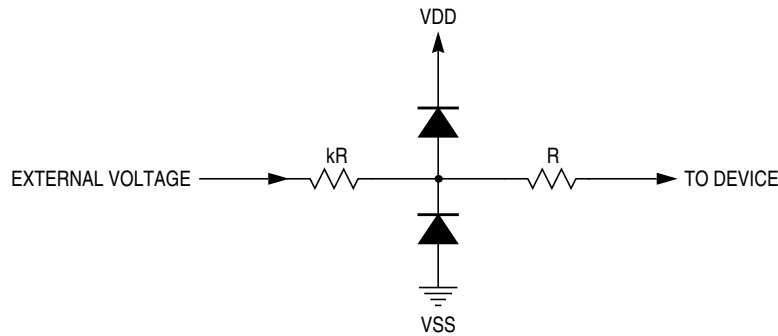 VDD
kR
R
EXTERNAL VOLTAGE
TO DEVICE
VSS